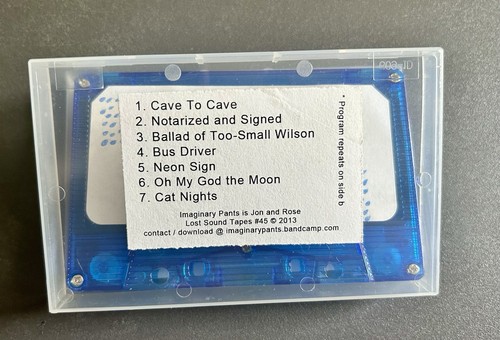 1. Cave To Cave
2. Notarized and Signed
3. Ballad of Too-Small Wilson
4. Bus Driver
5. Neon Sign
6. Oh My God the Moon
7. Cat Nights
Imaginary Pants is Jon and Rose
Lost Sound Tapes #45 © 2013
contact / download @ imaginarypants.bandcamp.com
* Program repeats on side b